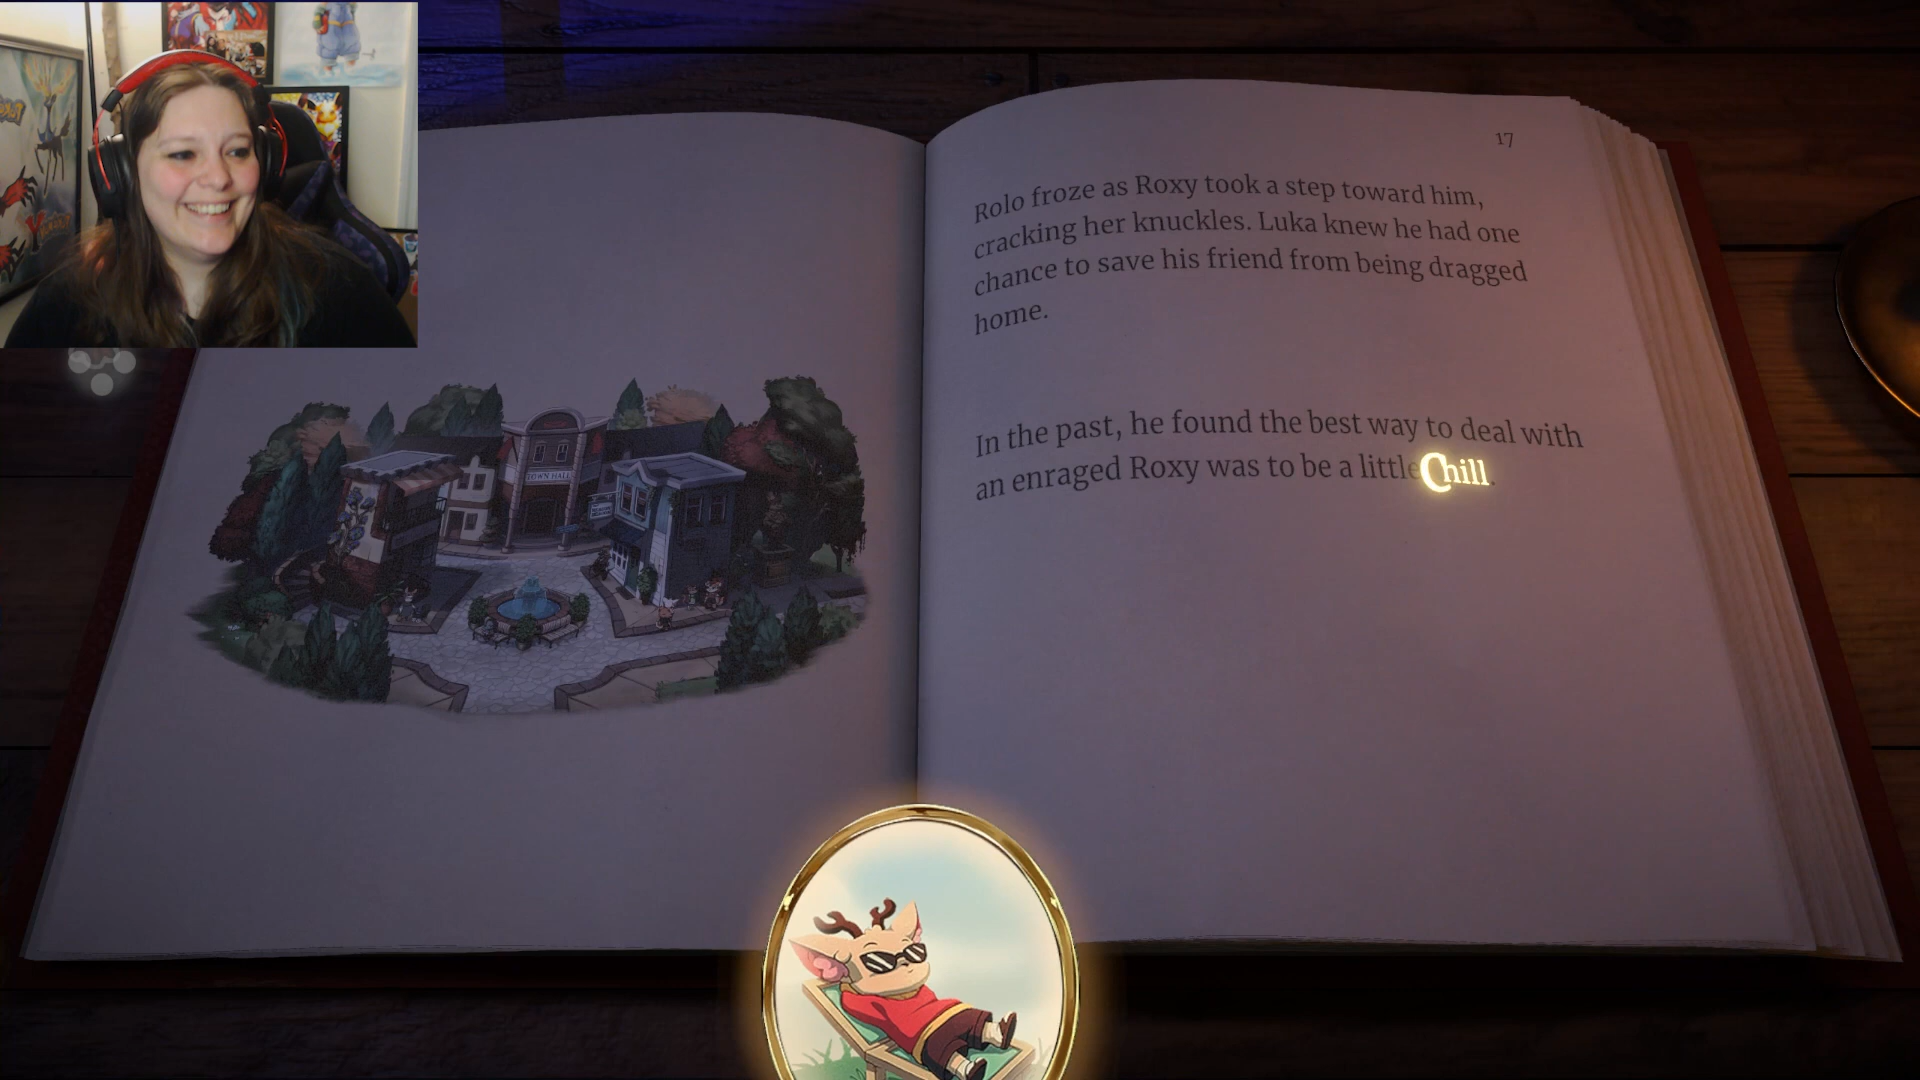 17
Rolo froze as Roxy took a step toward him,
cracking her knuckles. Luka knew he had one
chance to save his friend from being dragged
home.
In the past, he found the best way to deal with
an enraged Roxy was to be a little Chill.
TOWN HALL